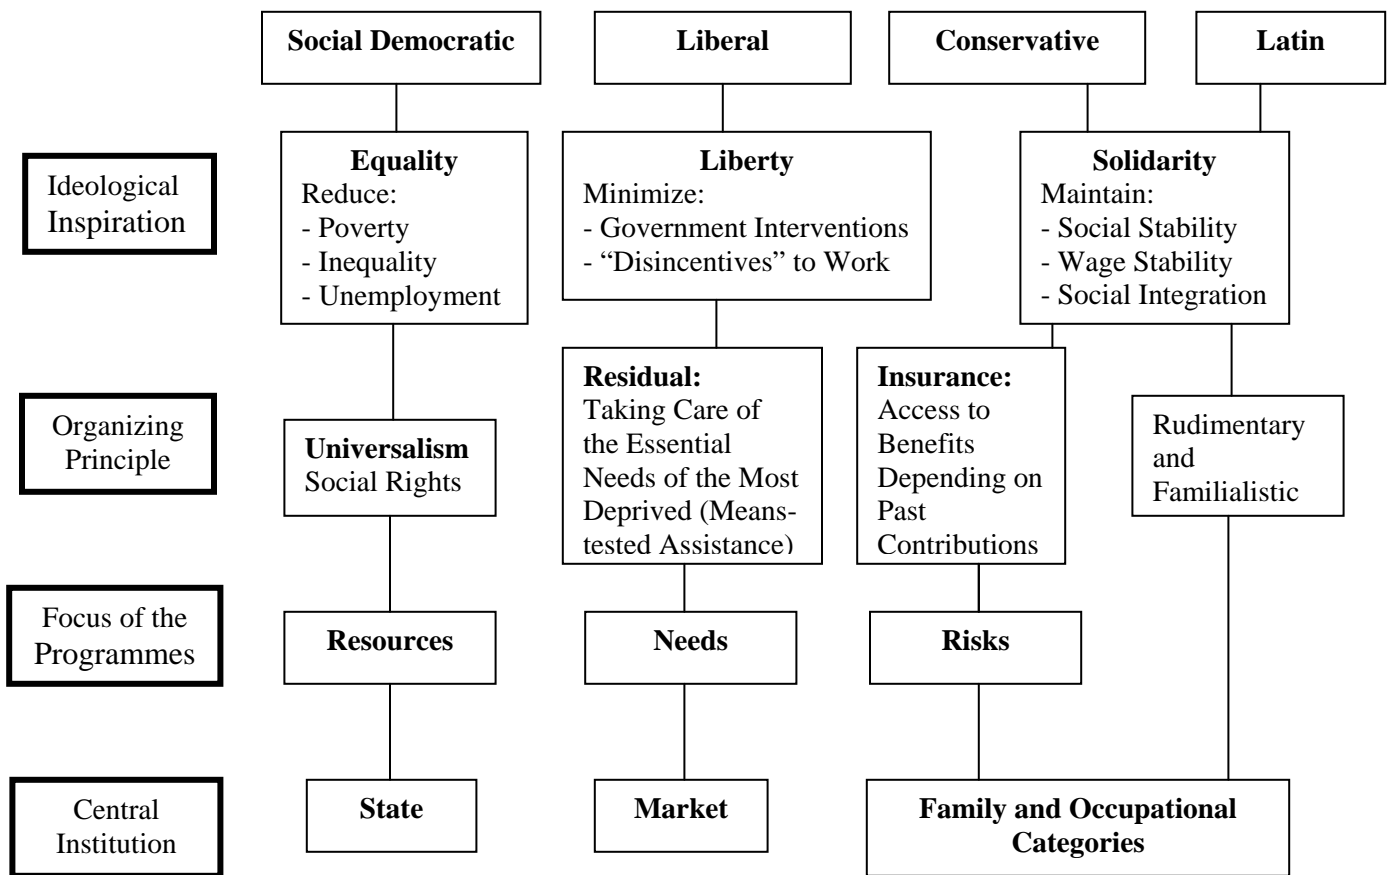 Social Democratic
Liberal
Conservative
Latin
Ideological
Inspiration
Equality
Reduce:
- Poverty
- Inequality
- Unemployment
Liberty
Minimize:
- Government Interventions
- “Disincentives” to Work
Solidarity
Maintain:
- Social Stability
- Wage Stability
- Social Integration
Organizing
Principle
Universalism
Social Rights
Residual:
Taking Care of
the Essential
Needs of the Most
Deprived (Means-
tested Assistance)
Insurance:
Access to
Benefits
Depending on
Past
Contributions
Rudimentary
and
Familialistic
Focus of the
Programmes
Resources
Needs
Risks
Central
Institution
State
Market
Family and Occupational
Categories